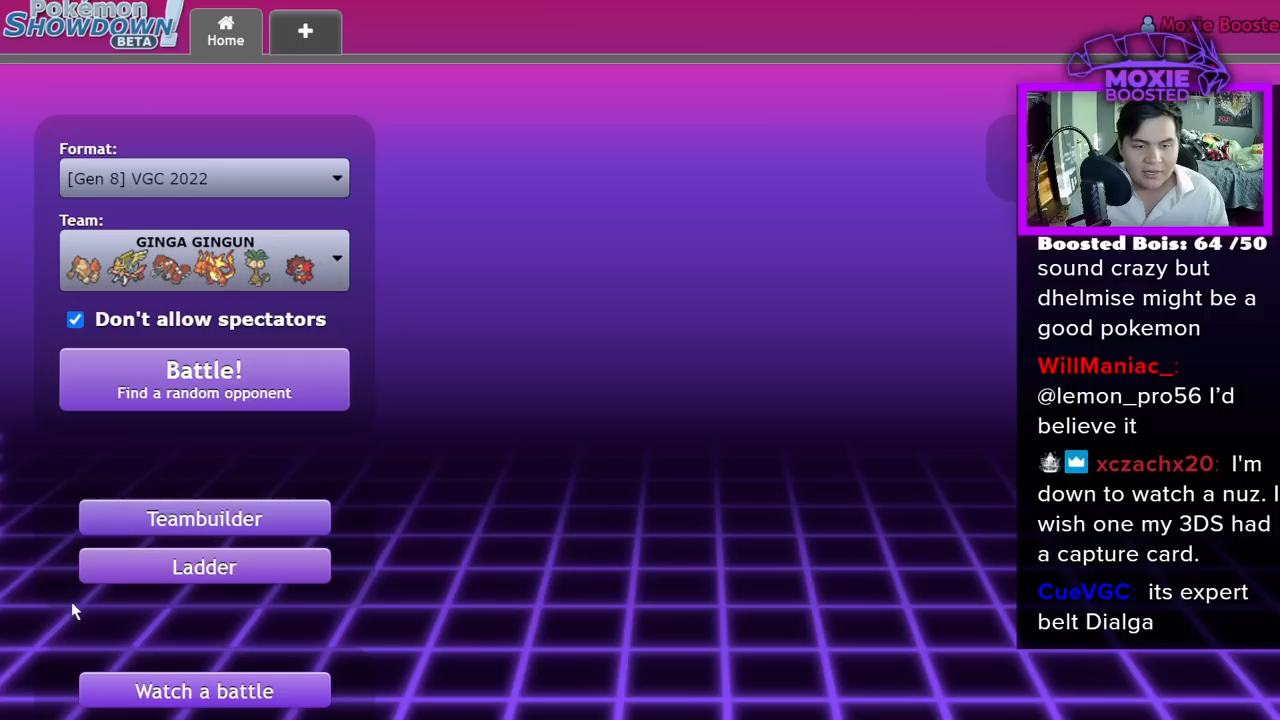 Pokémon
SHOWDOWN!
BETA
Home
+
Moxie Booste
MOXIE
BOOSTED
Format:
[Gen 8] VGC 2022
Team:
GINGA GINGUN
Don't allow spectators
Battle!
Find a random opponent
Teambuilder
Ladder
Watch a battle
Boosted Bois: 64 /50
sound crazy but
dhelmise might be a
good pokemon
WillManiac_:
@lemon_pro56 I’d
believe it
xczachx20: I'm
down to watch a nuz. I
wish one my 3DS had
a capture card.
CueVGC: its expert
belt Dialga